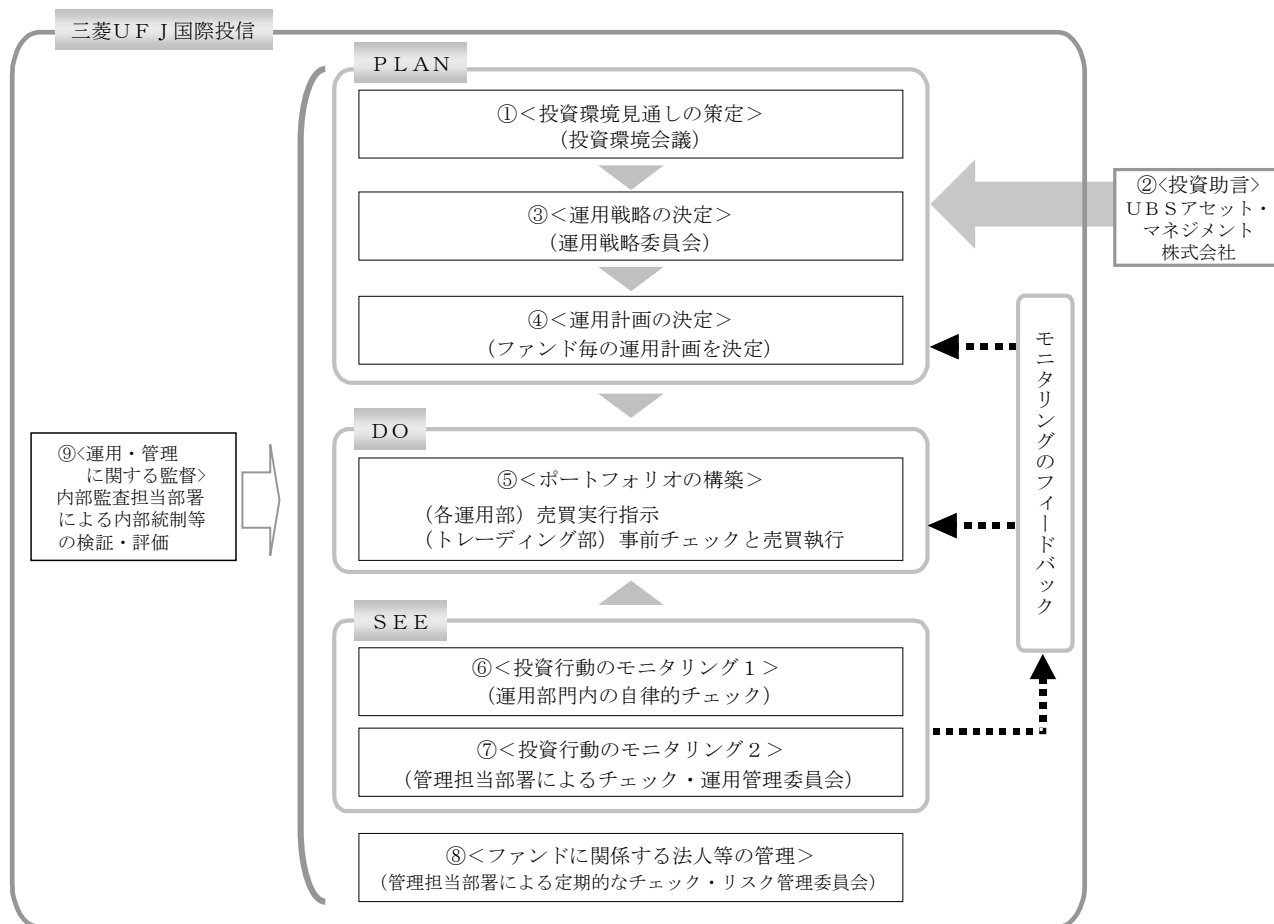 三菱ＵＦＪ国際投信
ＰＬＡＮ
①＜投資環境見通しの策定＞
（投資環境会議）
②<投資助言>
ＵＢＳアセット・
マネジメント
株式会社
③＜運用戦略の決定＞
（運用戦略委員会）
④＜運用計画の決定＞
（ファンド毎の運用計画を決定）
ＤＯ
⑤＜ポートフォリオの構築＞
（各運用部）売買実行指示
（トレーディング部）事前チェックと売買執行
ＳＥＥ
⑥＜投資行動のモニタリング１＞
（運用部門内の自律的チェック）
⑦＜投資行動のモニタリング２＞
（管理担当部署によるチェック・運用管理委員会）
モニタリングのフィードバック
⑧＜ファンドに関係する法人等の管理＞
（管理担当部署による定期的なチェック・リスク管理委員会）
⑨<運用・管理
に関する監督>
内部監査担当部署
による内部統制等
の検証・評価